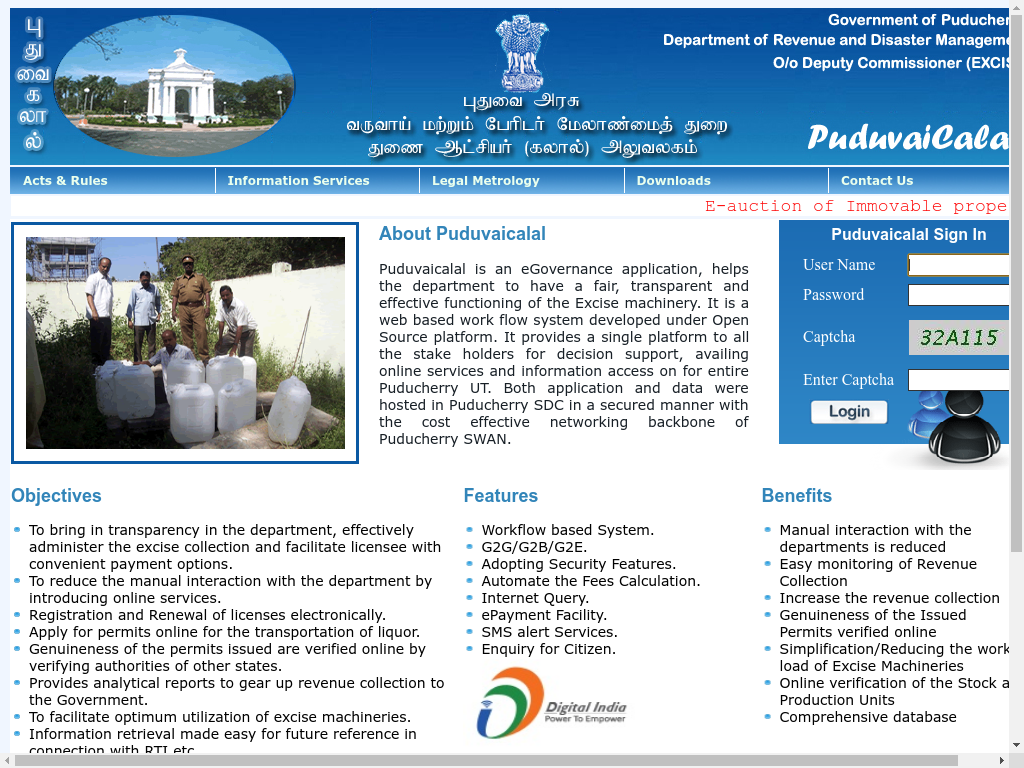 பு
து
வை
க
லா
ல்
புதுவை அரசு
வருவாய் மற்றும் பேரிடர் மேலாண்மைத் துறை
துணை ஆட்சியர் (கலால்) அலுவலகம்
Government of Puducher
Department of Revenue and Disaster Manageme
O/o Deputy Commissioner (EXCIS
PuduvaiCala
Acts & Rules
Information Services
Legal Metrology
Downloads
Contact Us
E-auction of Immovable prope
About Puduvaicalal
Puduvaicalal is an eGovernance application, helps
the department to have a fair, transparent and
effective functioning of the Excise machinery. It is a
web based work flow system developed under Open
Source platform. It provides a single platform to all
the stake holders for decision support, availing
online services and information access on for entire
Puducherry UT. Both application and data were
hosted in Puducherry SDC in a secured manner with
the cost effective networking backbone of
Puducherry SWAN.
Puduvaicalal Sign In
User Name
Password
Captcha
32A115
Enter Captcha
Login
Objectives
To bring in transparency in the department, effectively
administer the excise collection and facilitate licensee with
convenient payment options.
To reduce the manual interaction with the department by
introducing online services.
Registration and Renewal of licenses electronically.
Apply for permits online for the transportation of liquor.
Genuineness of the permits issued are verified online by
verifying authorities of other states.
Provides analytical reports to gear up revenue collection to
the Government.
To facilitate optimum utilization of excise machineries.
Information retrieval made easy for future reference in
connection with RTI etc
Features
Workflow based System.
G2G/G2B/G2E.
Adopting Security Features.
Automate the Fees Calculation.
Internet Query.
ePayment Facility.
SMS alert Services.
Enquiry for Citizen.
Digital India
Power To Empower
Benefits
Manual interaction with the
departments is reduced
Easy monitoring of Revenue
Collection
Increase the revenue collection
Genuineness of the Issued
Permits verified online
Simplification/Reducing the work
load of Excise Machineries
Online verification of the Stock a
Production Units
Comprehensive database